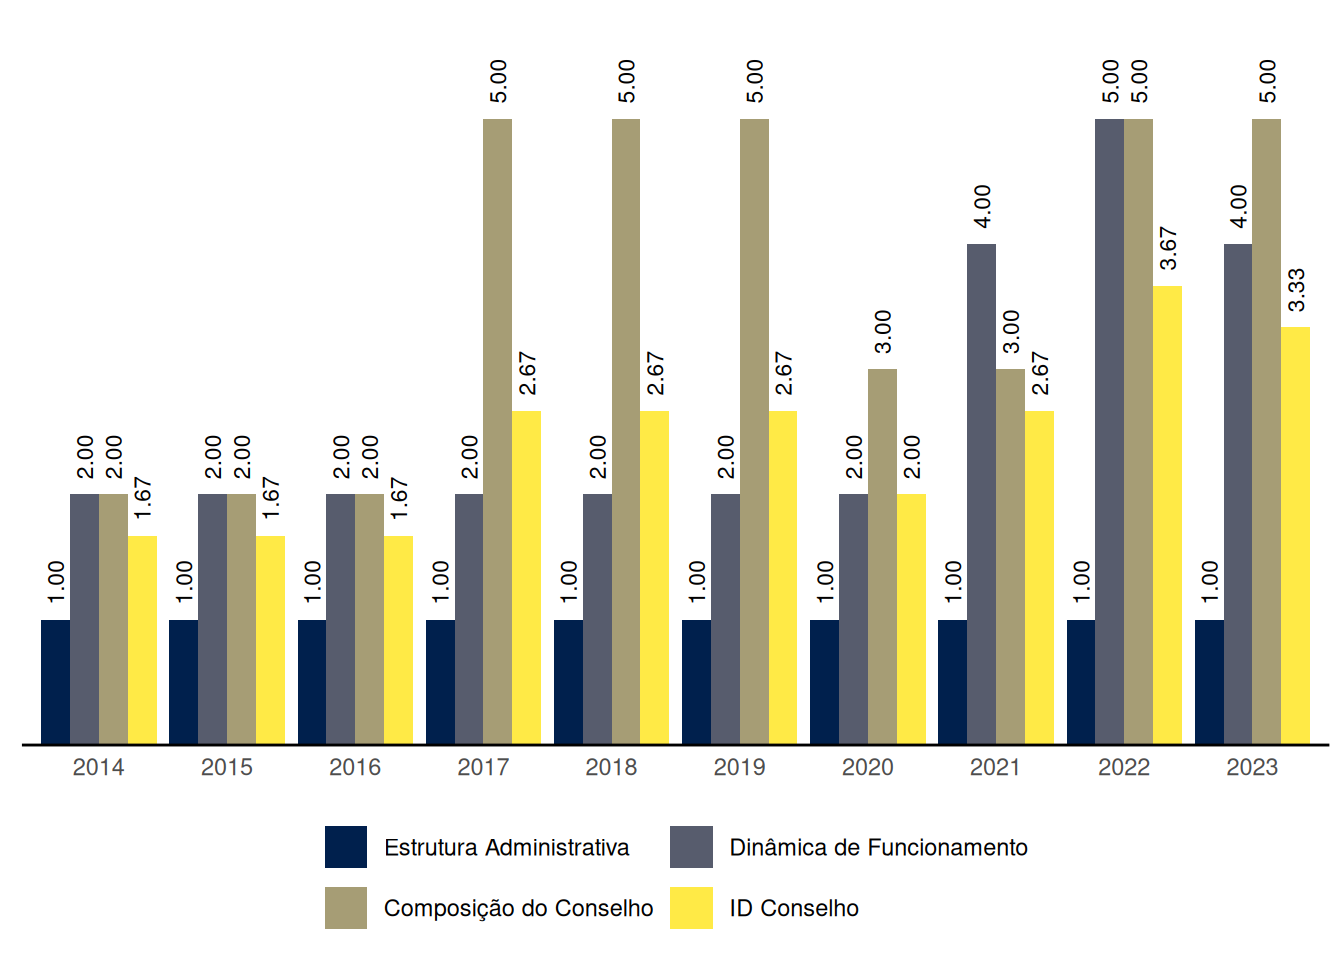 1.00 2.00 2.00 1.67 1.00 2.00 2.00 1.67 1.00 2.00 2.00 1.67 1.00 2.00 5.00 2.67 1.00 2.00 5.00 2.67 1.00 2.00 5.00 2.67 1.00 2.00 3.00 2.00 1.00 4.00 3.00 2.67 1.00 5.00 5.00 3.67 1.00 4.00 5.00 3.33
2014 2015 2016 2017 2018 2019 2020 2021 2022 2023
Estrutura Administrativa Dinâmica de Funcionamento
Composição do Conselho ID Conselho